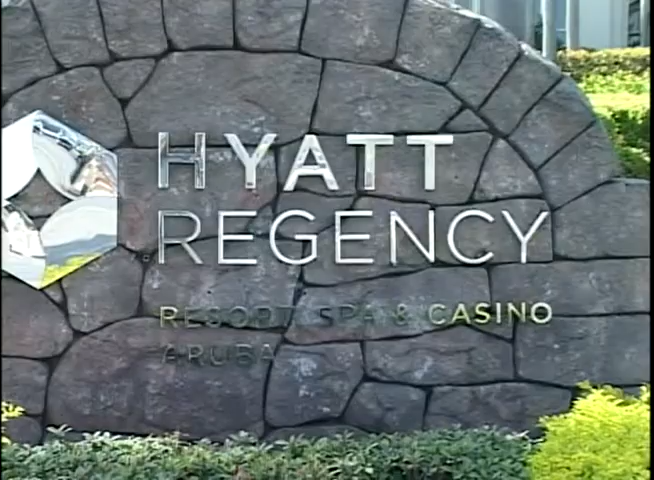 HYATT
REGENCY
RESORT, SPA & CASINO
ARUBA